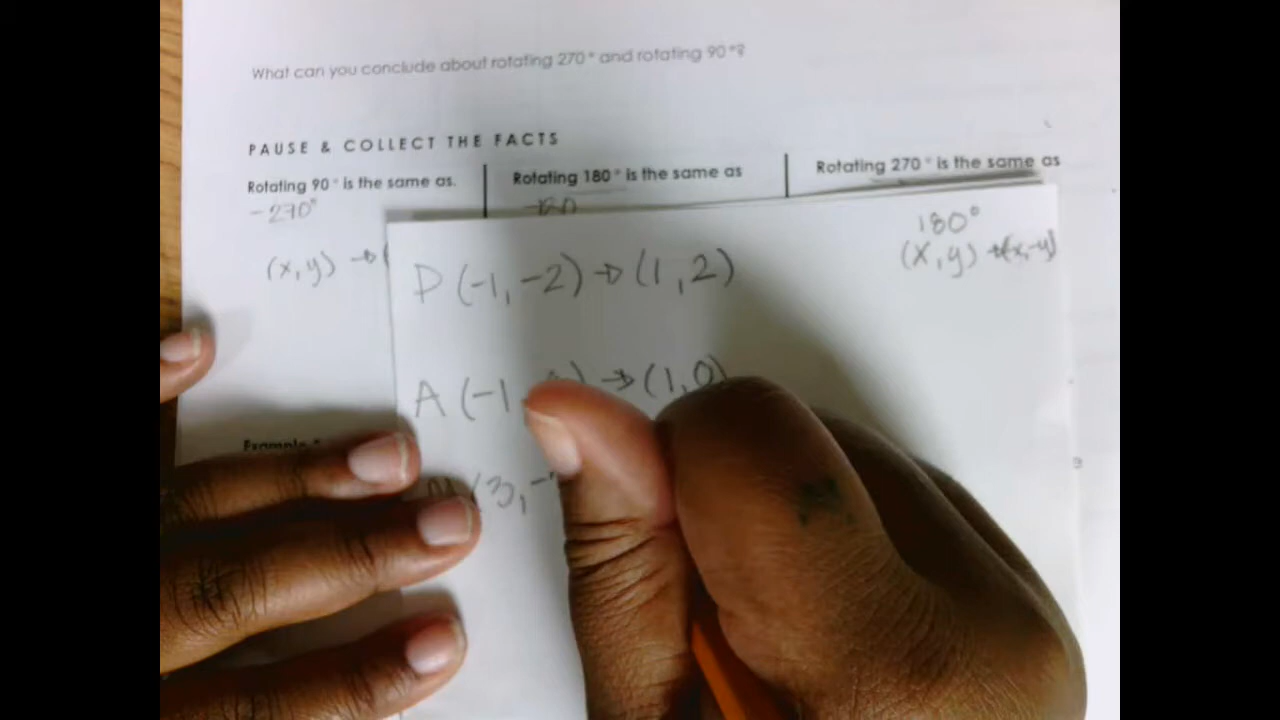 What can you conclude about rotating 270° and rotating 90°?
PAUSE & COLLECT THE FACTS
Rotating 90° is the same as.
-270°
(x,y) → (
Rotating 180° is the same as
Rotating 270° is the same as
180°
(x,y) → (-x,-y)
D (-1,-2) → (1,2)
A (-1, → (1,0)
(3,-
Example